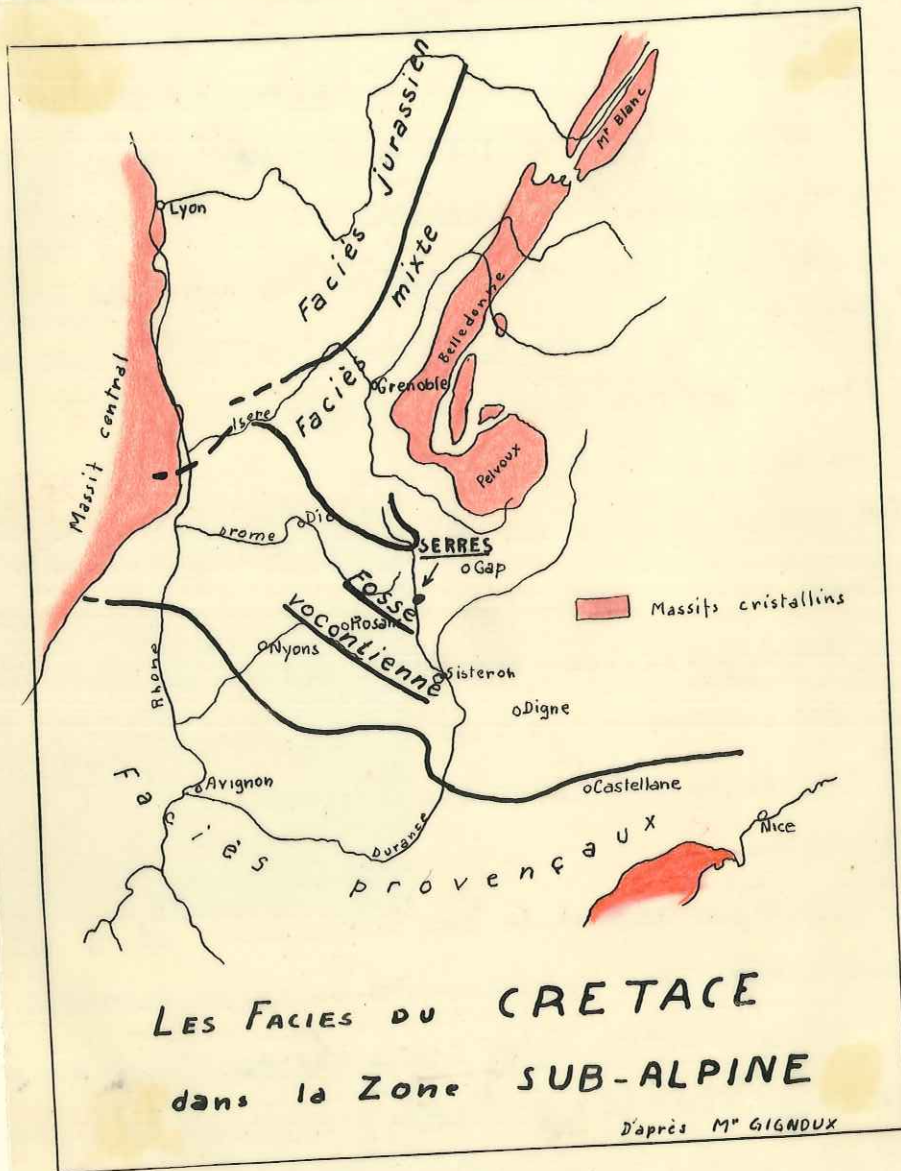 Faciès jurassien
Mt Blanc
Lyon
Faciès mixte
Belledonne
Massif central
Grenoble
Isere
Pelvoux
Drome
Die
SERRES
Gap
FOSSE
VOCONTIENNE
Rosans
Massifs cristallins
Nyons
Sisteron
Rhone
Digne
Avignon
Castellane
Nice
Durance
Faciès provençaux
LES FACIES DU CRETACE
dans la Zone SUB-ALPINE
D'après Mr GIGNOUX